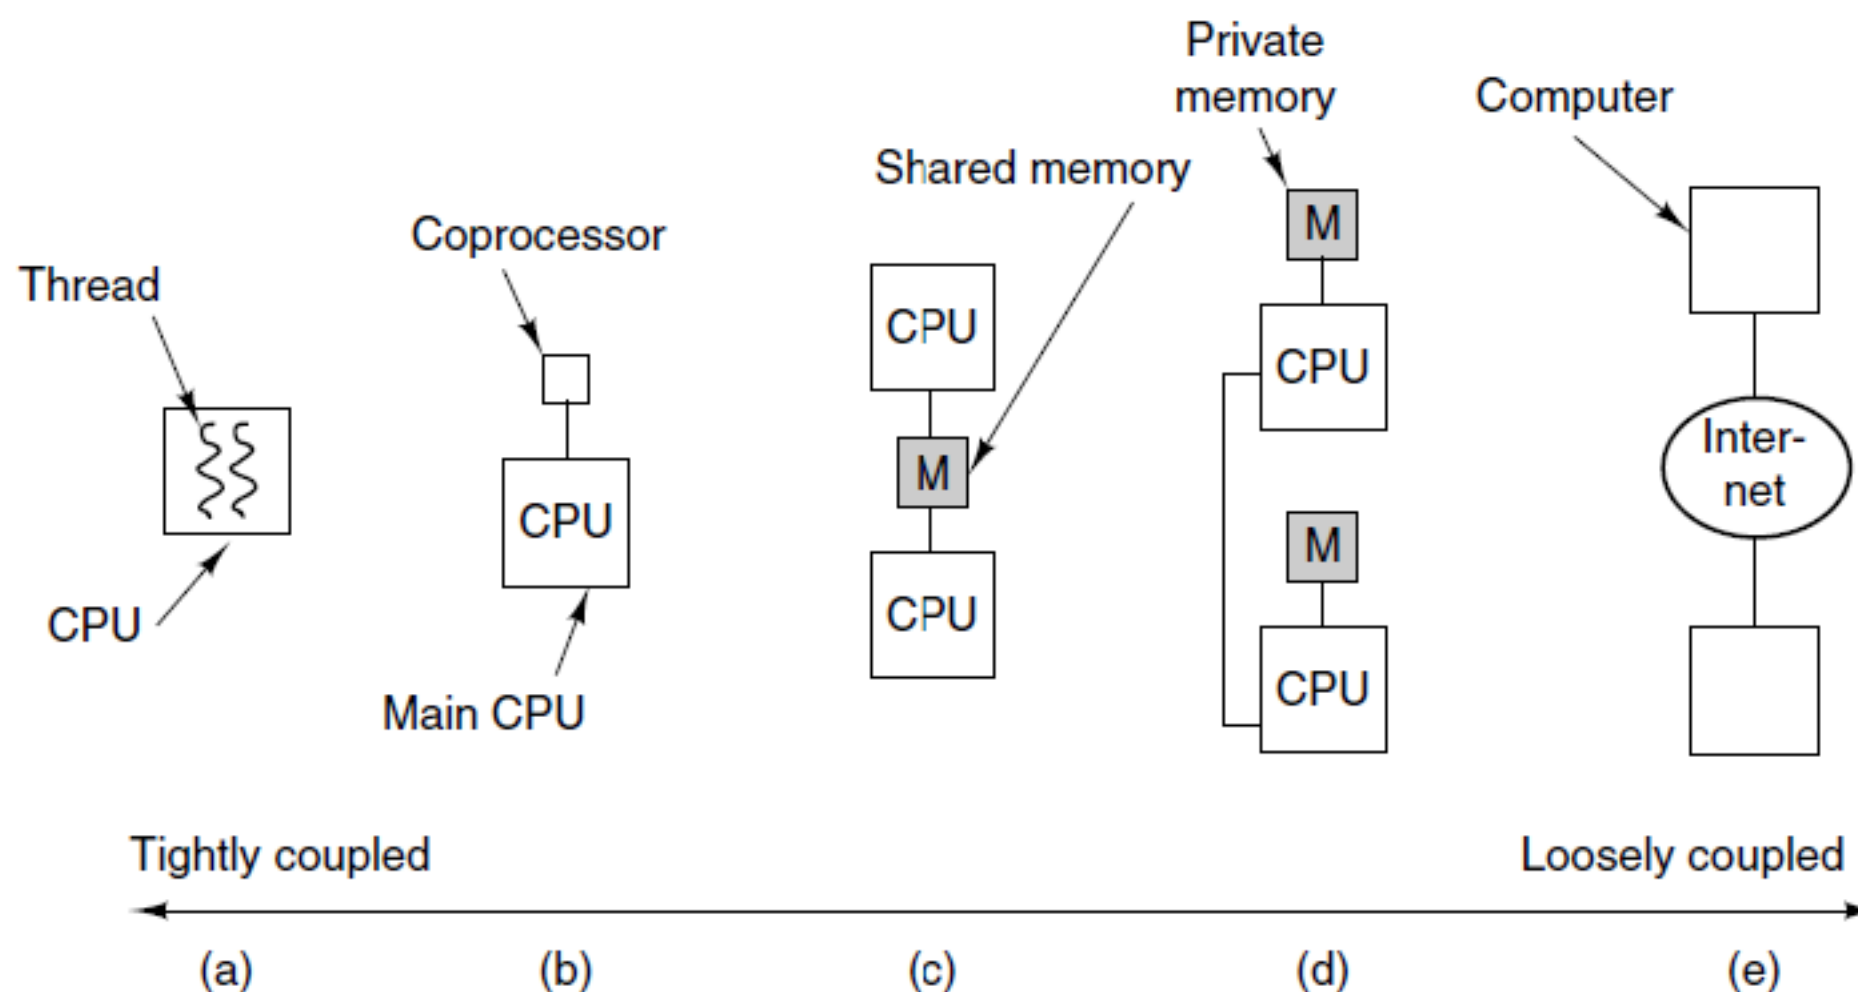 Private
memory
Computer
Shared memory
Coprocessor
Thread
M
CPU
CPU
Inter-
net
M
CPU
M
CPU
CPU
CPU
CPU
Main CPU
Tightly coupled
Loosely coupled
(a)
(b)
(c)
(d)
(e)